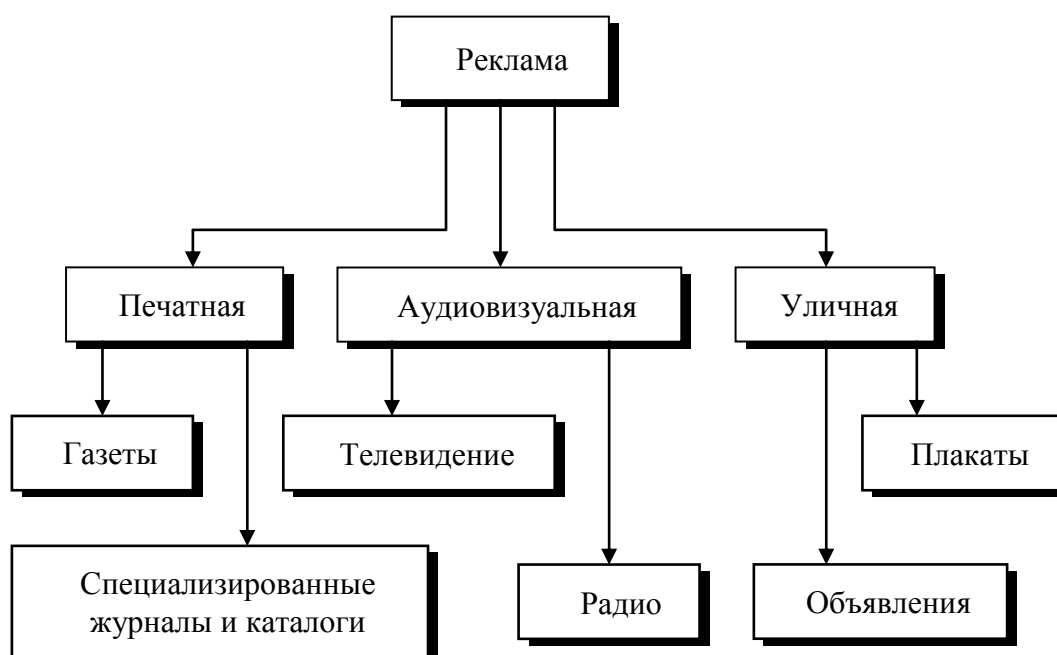 Реклама
Печатная
Аудиовизуальная
Уличная
Газеты
Телевидение
Плакаты
Специализированные
журналы и каталоги
Радио
Объявления